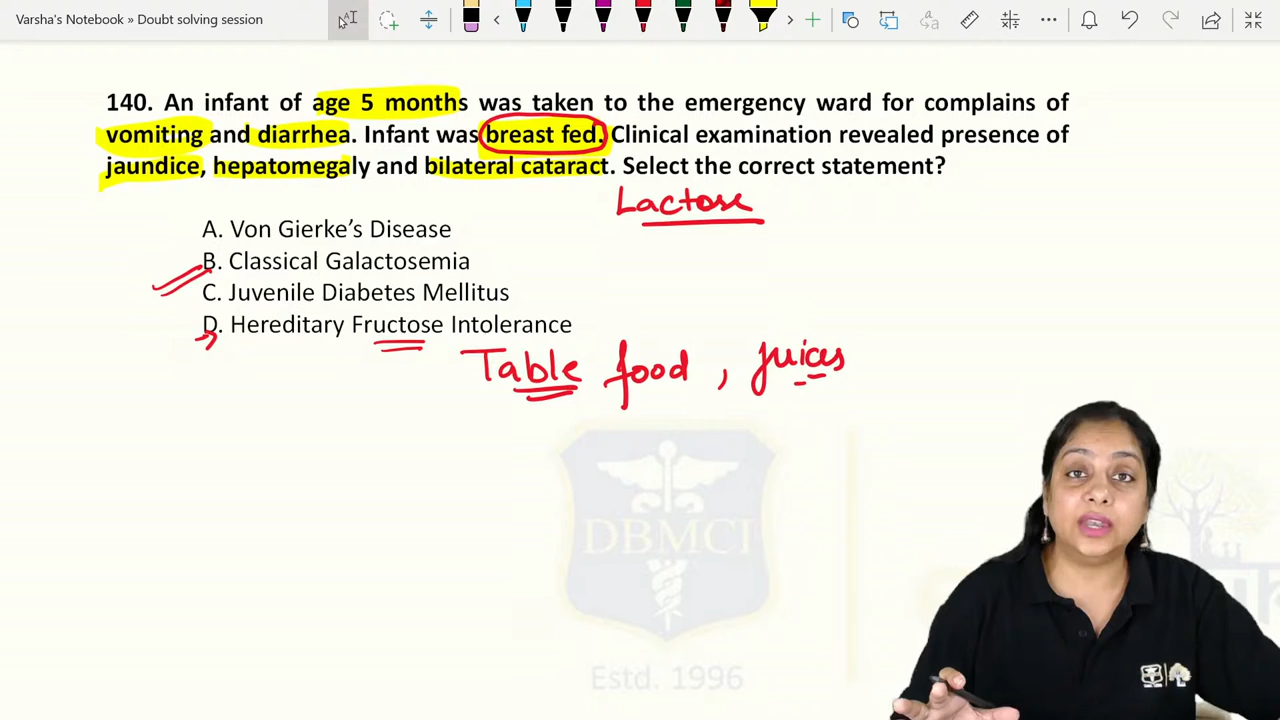 Varsha's Notebook » Doubt solving session
140. An infant of age 5 months was taken to the emergency ward for complains of
vomiting and diarrhea. Infant was breast fed. Clinical examination revealed presence of
jaundice, hepatomegaly and bilateral cataract. Select the correct statement?
Lactose
A. Von Gierke's Disease
B. Classical Galactosemia
C. Juvenile Diabetes Mellitus
D. Hereditary Fructose Intolerance
Table food, juices
DBMCI
Estd. 1996